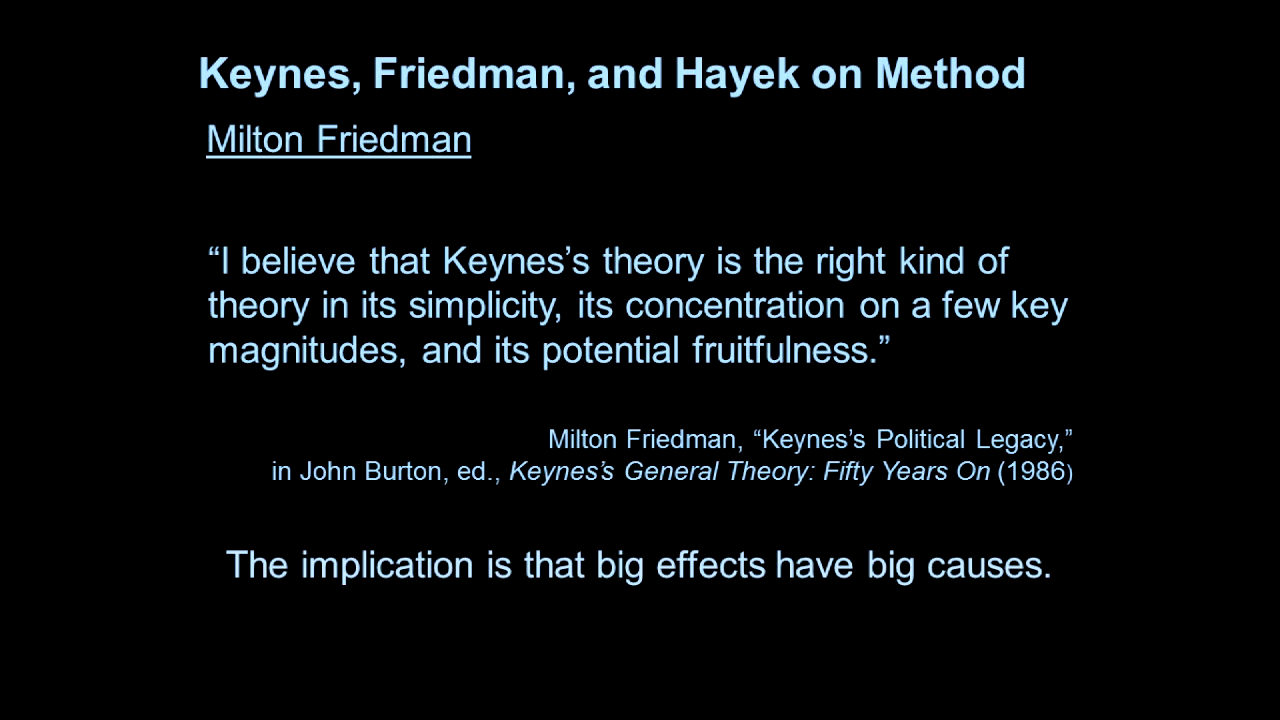 Keynes, Friedman, and Hayek on Method
Milton Friedman
“I believe that Keynes’s theory is the right kind of
theory in its simplicity, its concentration on a few key
magnitudes, and its potential fruitfulness.”
Milton Friedman, “Keynes’s Political Legacy,”
in John Burton, ed., Keynes’s General Theory: Fifty Years On (1986)
The implication is that big effects have big causes.